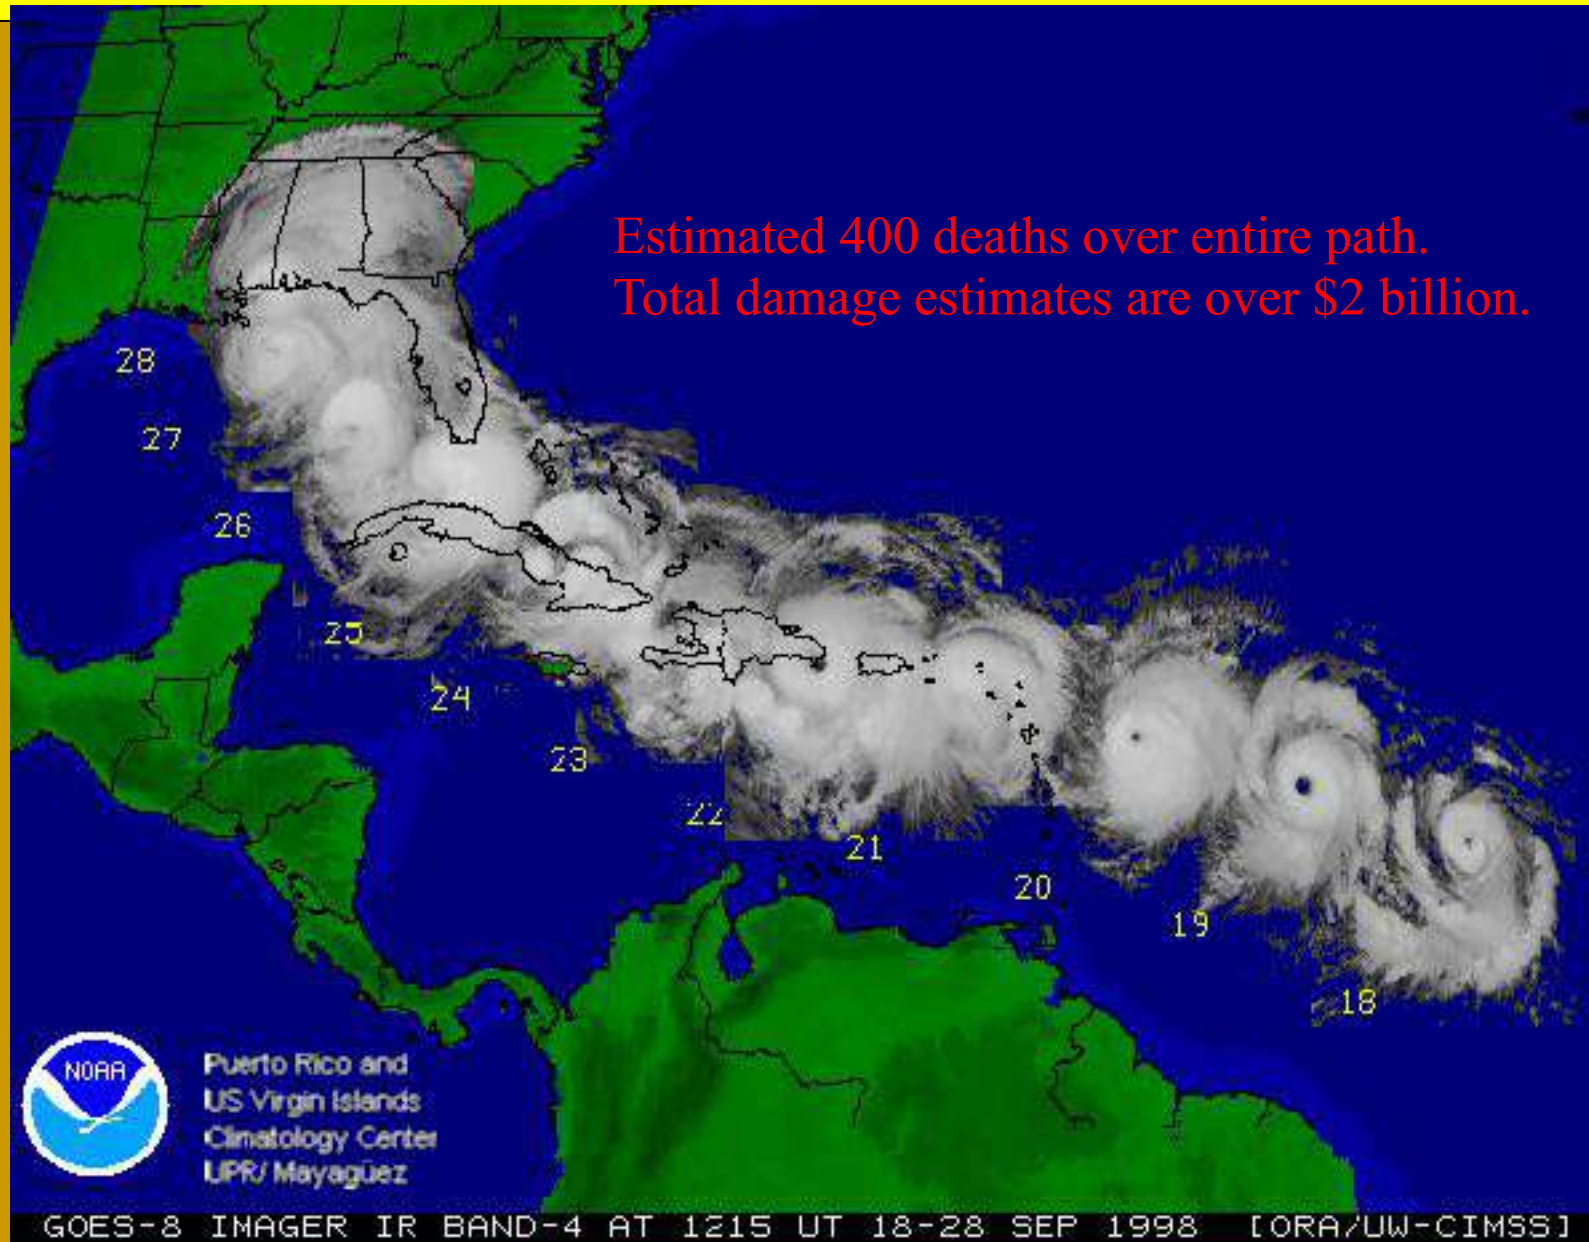 Estimated 400 deaths over entire path.
Total damage estimates are over $2 billion.
28
27
26
25
24
23
22
21
20
19
18
NOAA
Puerto Rico and
US Virgin Islands
Climatology Center
UPR/ Mayagüez
GOES-8 IMAGER IR BAND-4 AT 1215 UT 18-28 SEP 1998 [ORA/UW-CIMSS]